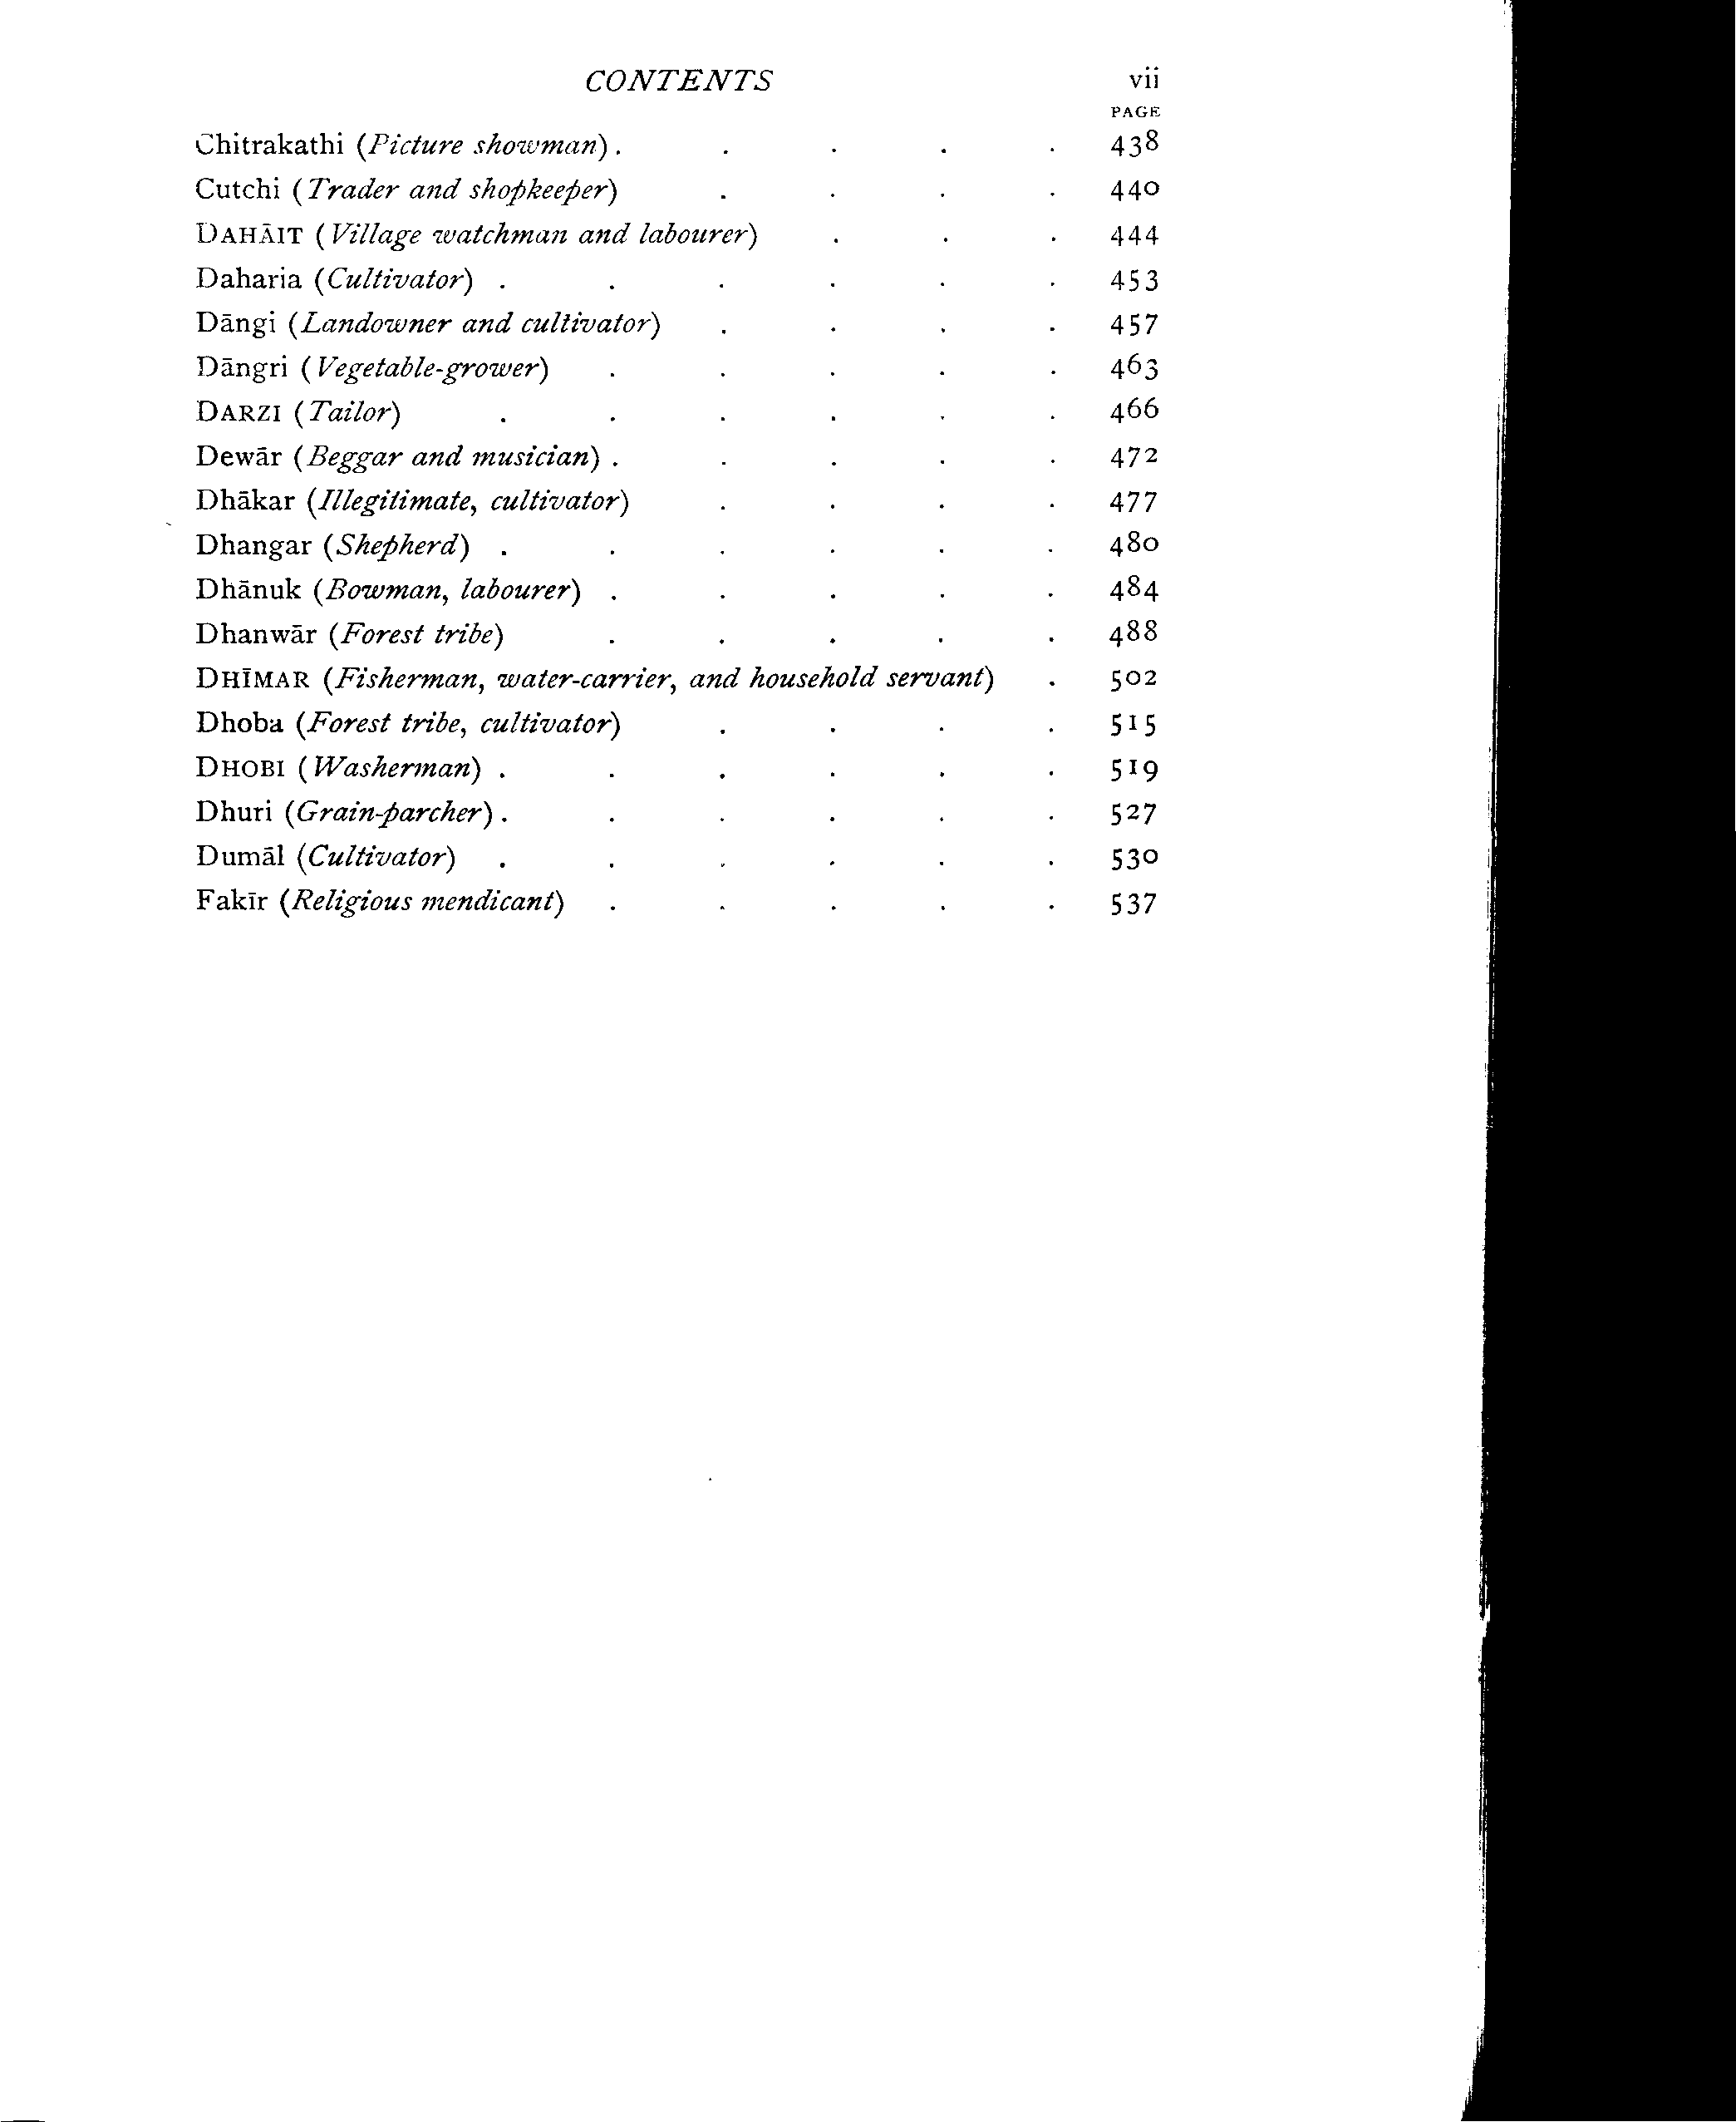 CONTENTS vii
PAGE
Chitrakathi (Picture showman) . . . . . 438
Cutchi (Trader and shopkeeper) . . . . 440
DAHĀIT (Village watchman and labourer) . . . 444
Daharia (Cultivator) . . . . . . 453
Dāngi (Landowner and cultivator) . . . . 457
Dāngri (Vegetable-grower) . . . . . 463
DARZI (Tailor) . . . . . . 466
Dewār (Beggar and musician) . . . . . 472
Dhākar (Illegitimate, cultivator) . . . . 477
Dhangar (Shepherd) . . . . . . 480
Dhānuk (Bowman, labourer) . . . . . 484
Dhanwār (Forest tribe) . . . . . 488
DHĪMAR (Fisherman, water-carrier, and household servant) . 502
Dhoba (Forest tribe, cultivator) . . . . 515
DHOBI (Washerman) . . . . . . 519
Dhuri (Grain-parcher) . . . . . . 527
Dumāl (Cultivator) . . . . . . 530
Fakīr (Religious mendicant) . . . . . 537